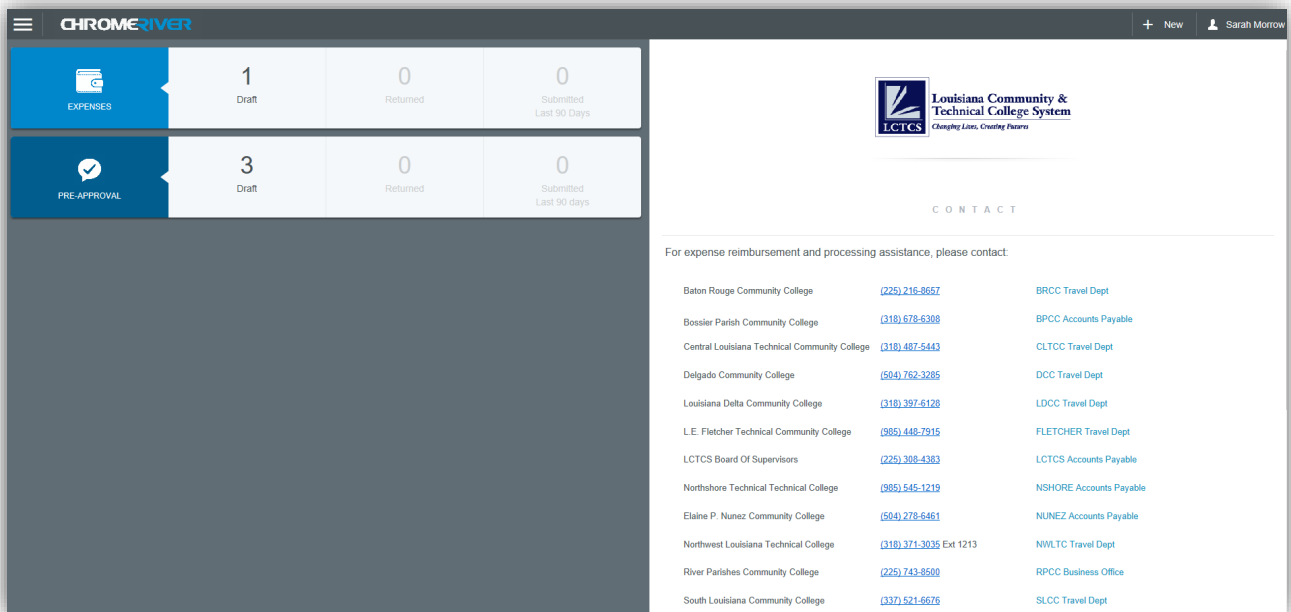 CHROMERIVER
+ New
Sarah Morrow
EXPENSES
1
Draft
0
Returned
0
Submitted
Last 90 Days
PRE-APPROVAL
3
Draft
0
Returned
0
Submitted
Last 90 days
LCTCS
Louisiana Community &
Technical College System
Changing Lives, Creating Futures
CONTACT
For expense reimbursement and processing assistance, please contact:
Baton Rouge Community College (225) 216-8657 BRCC Travel Dept
Bossier Parish Community College (318) 678-6308 BPCC Accounts Payable
Central Louisiana Technical Community College (318) 487-5443 CLTCC Travel Dept
Delgado Community College (504) 762-3285 DCC Travel Dept
Louisiana Delta Community College (318) 397-6128 LDCC Travel Dept
L.E. Fletcher Technical Community College (985) 448-7915 FLETCHER Travel Dept
LCTCS Board Of Supervisors (225) 308-4383 LCTCS Accounts Payable
Northshore Technical Technical College (985) 545-1219 NSHORE Accounts Payable
Elaine P. Nunez Community College (504) 278-6461 NUNEZ Accounts Payable
Northwest Louisiana Technical College (318) 371-3035 Ext 1213 NWLTC Travel Dept
River Parishes Community College (225) 743-8500 RPCC Business Office
South Louisiana Community College (337) 521-6676 SLCC Travel Dept